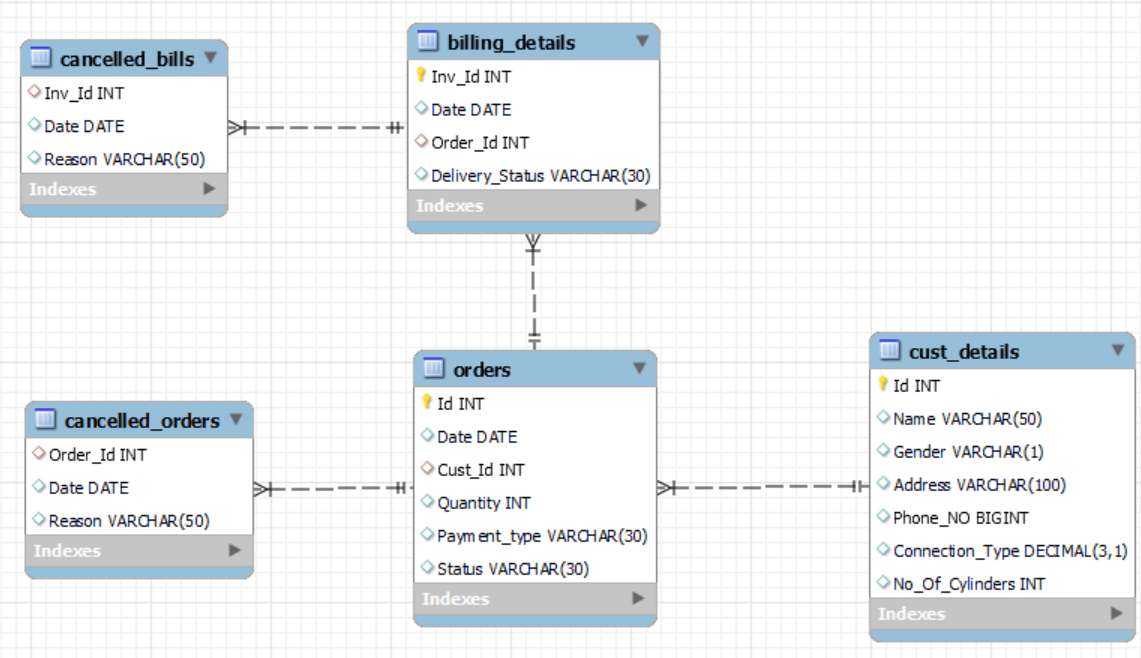 cancelled_bills
Inv_Id INT
Date DATE
Reason VARCHAR(50)
Indexes
billing_details
Inv_Id INT
Date DATE
Order_Id INT
Delivery_Status VARCHAR(30)
Indexes
cancelled_orders
Order_Id INT
Date DATE
Reason VARCHAR(50)
Indexes
orders
Id INT
Date DATE
Cust_Id INT
Quantity INT
Payment_type VARCHAR(30)
Status VARCHAR(30)
Indexes
cust_details
Id INT
Name VARCHAR(50)
Gender VARCHAR(1)
Address VARCHAR(100)
Phone_NO BIGINT
Connection_Type DECIMAL(3,1)
No_Of_Cylinders INT
Indexes